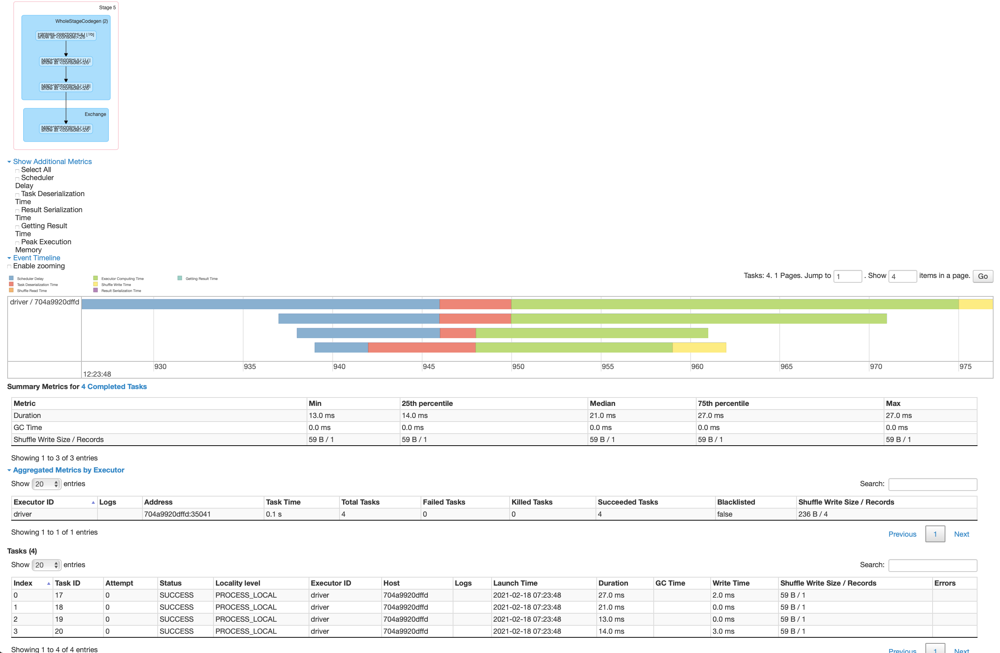 Stage 5
WholeStageCodegen (2)
ParallelCollectionRDD [16]
show at <console>:26
MapPartitionsRDD [17]
show at <console>:26
MapPartitionsRDD [18]
show at <console>:26
Exchange
MapPartitionsRDD [19]
show at <console>:26
Show Additional Metrics
Select All
Scheduler
Delay
Task Deserialization
Time
Result Serialization
Time
Getting Result
Time
Peak Execution
Memory
Event Timeline
Enable zooming
Tasks: 4. 1 Pages. Jump to 1 . Show 4 items in a page. Go
Scheduler Delay Executor Computing Time Getting Result Time
Task Deserialization Time Shuffle Write Time
Shuffle Read Time Result Serialization Time
driver / 704a9920dffd
930 935 940 945 950 955 960 965 970 975
12:23:48
Summary Metrics for 4 Completed Tasks
Metric Min 25th percentile Median 75th percentile Max
Duration 13.0 ms 14.0 ms 21.0 ms 27.0 ms 27.0 ms
GC Time 0.0 ms 0.0 ms 0.0 ms 0.0 ms 0.0 ms
Shuffle Write Size / Records 59 B / 1 59 B / 1 59 B / 1 59 B / 1 59 B / 1
Showing 1 to 3 of 3 entries
Aggregated Metrics by Executor
Show 20 entries Search:
Executor ID Logs Address Task Time Total Tasks Failed Tasks Killed Tasks Succeeded Tasks Blacklisted Shuffle Write Size / Records
driver 704a9920dffd:35041 0.1 s 4 0 0 4 false 236 B / 4
Showing 1 to 1 of 1 entries Previous 1 Next
Tasks (4)
Show 20 entries Search:
Index Task ID Attempt Status Locality level Executor ID Host Logs Launch Time Duration GC Time Write Time Shuffle Write Size / Records Errors
0 17 0 SUCCESS PROCESS_LOCAL driver 704a9920dffd 2021-02-18 07:23:48 27.0 ms 2.0 ms 59 B / 1
1 18 0 SUCCESS PROCESS_LOCAL driver 704a9920dffd 2021-02-18 07:23:48 21.0 ms 0.0 ms 59 B / 1
2 19 0 SUCCESS PROCESS_LOCAL driver 704a9920dffd 2021-02-18 07:23:48 13.0 ms 0.0 ms 59 B / 1
3 20 0 SUCCESS PROCESS_LOCAL driver 704a9920dffd 2021-02-18 07:23:48 14.0 ms 3.0 ms 59 B / 1
Showing 1 to 4 of 4 entries Previous 1 Next